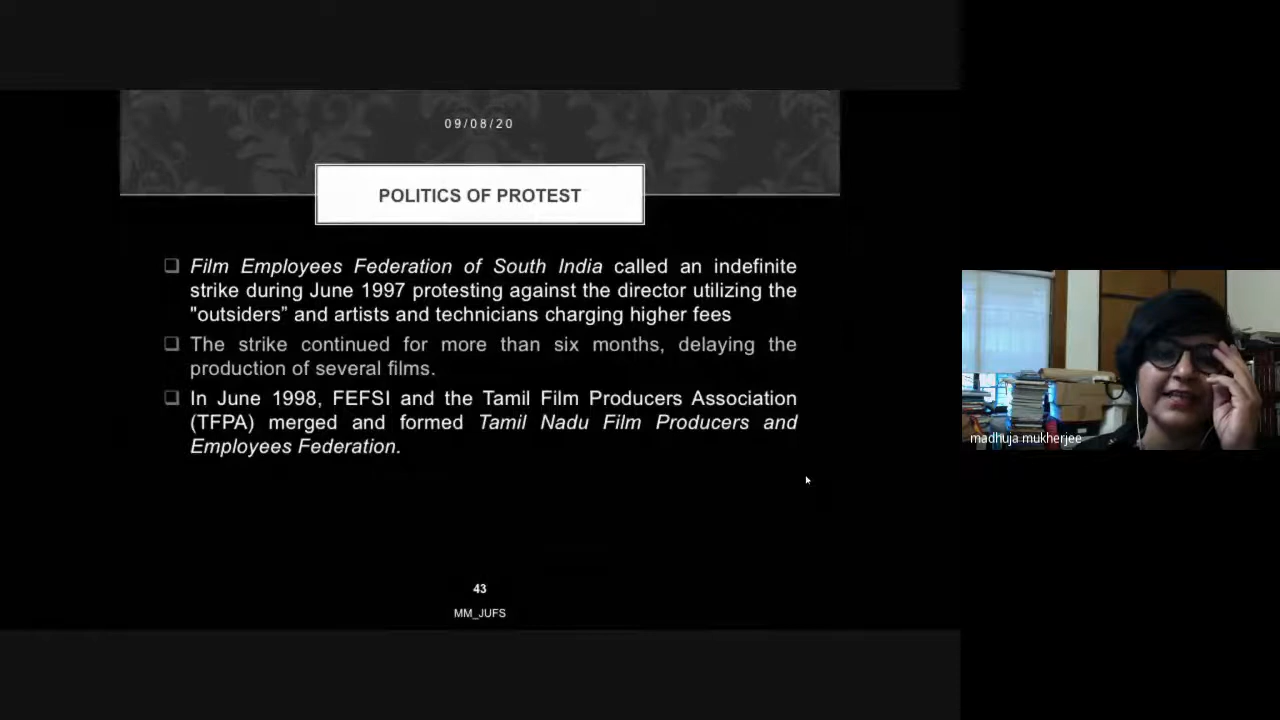 09/08/20
POLITICS OF PROTEST
Film Employees Federation of South India called an indefinite
strike during June 1997 protesting against the director utilizing the
"outsiders” and artists and technicians charging higher fees
The strike continued for more than six months, delaying the
production of several films.
In June 1998, FEFSI and the Tamil Film Producers Association
(TFPA) merged and formed Tamil Nadu Film Producers and
Employees Federation.
43
MM_JUFS
madhuja mukherjee